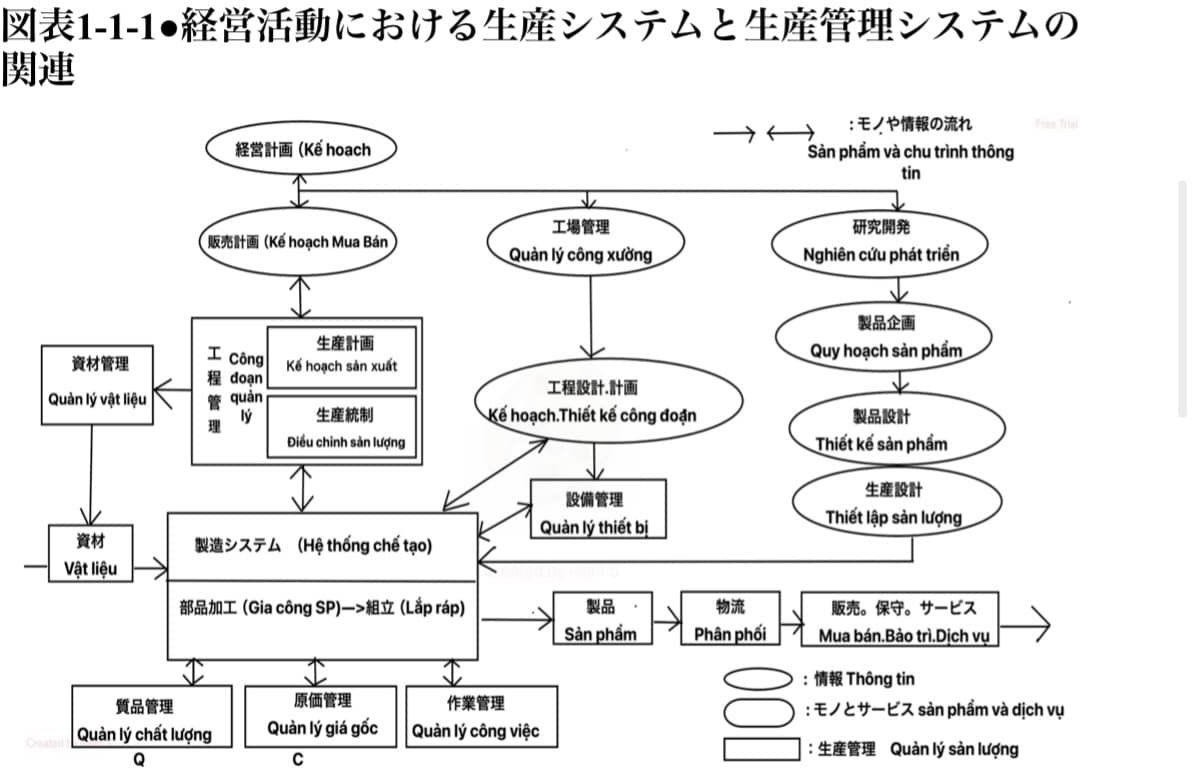 図表1-1-1●経営活動における生産システムと生産管理システムの
関連
:モノや情報の流れ
Sản phẩm và chu trình thông
tin
Free Trial
経営計画 (Kế hoach
販売計画 (Kế hoạch Mua Bán
工場管理
Quản lý công xưởng
研究開発
Nghiên cứu phát triển
製品企画
Quy hoạch sản phẩm
製品設計
Thiết kế sản phẩm
生産設計
Thiết lập sản lượng
工程管理
Công
doạn
quản
lý
生産計画
Kế hoạch sản xuất
生産統制
Điều chỉnh sản lượng
資材管理
Quản lý vật liệu
工程設計.計画
Kế hoạch.Thiết kế công đoạn
設備管理
Quản lý thiết bị
資材
Vật liệu
製造システム (Hệ thống chế tạo)
部品加工 (Gia công SP)—>組立 (Lắp ráp)
製品
Sản phẩm
物流
Phân phối
販売。保守。サービス
Mua bán.Bảo trì.Dịch vụ
質品管理
Quản lý chất lượng
Q
原価管理
Quản lý giá gốc
C
作業管理
Quản lý công việc
: 情報 Thông tin
:モノとサービス sản phẩm và dịch vụ
: 生産管理 Quản lý sản lượng
Created